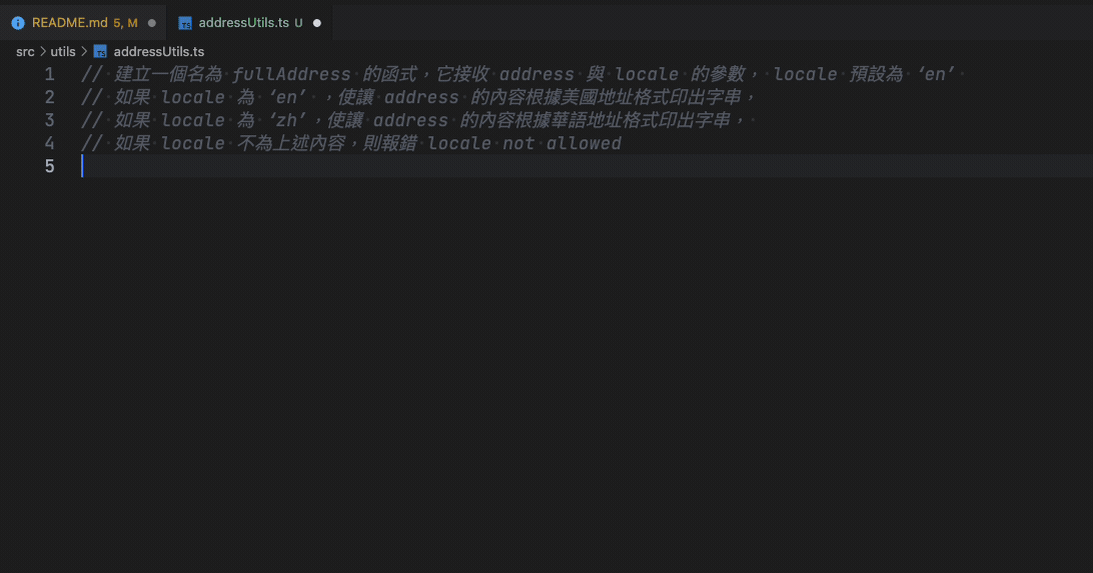 README.md 5, M
TS addressUtils.ts U
src > utils > TS addressUtils.ts
1 // 建立一個名為 fullAddress 的函式，它接收 address 與 locale 的參數， locale 預設為 ‘en’
2 // 如果 locale 為 ‘en’ ，使讓 address 的內容根據美國地址格式印出字串，
3 // 如果 locale 為 ‘zh’，使讓 address 的內容根據華語地址格式印出字串，
4 // 如果 locale 不為上述內容，則報錯 locale not allowed
5